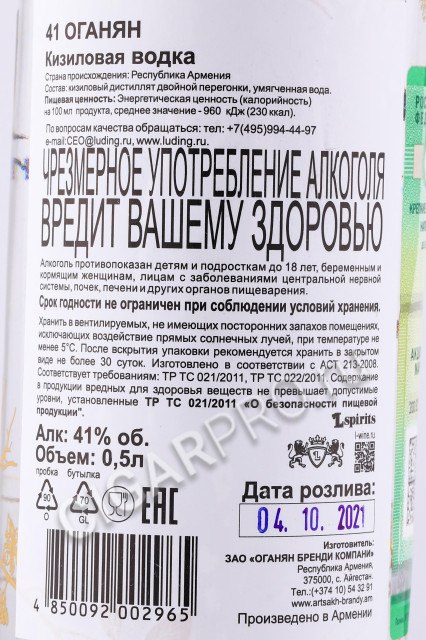 41 ОГАНЯН
Кизиловая водка
Страна происхождения: Республика Армения
Состав: кизиловый дистиллят двойной перегонки, умягченная вода.
Пищевая ценность: Энергетическая ценность (калорийность)
на 100 мл продукта, среднее значение - 960 кДж (230 ккал).
По вопросам качества обращаться: тел: +7(495)994-44-97
e-mail:CEO@luding.ru, www.luding.ru.
ЧРЕЗМЕРНОЕ УПОТРЕБЛЕНИЕ АЛКОГОЛЯ
ВРЕДИТ ВАШЕМУ ЗДОРОВЬЮ
Алкоголь противопоказан детям и подросткам до 18 лет, беременным и
кормящим женщинам, лицам с заболеваниями центральной нервной
системы, почек, печени и других органов пищеварения.
Срок годности не ограничен при соблюдении условий хранения.
Хранить в вентилируемых, не имеющих посторонних запахов помещениях,
исключающих воздействие прямых солнечных лучей, при температуре не
менее 5°С. После вскрытия упаковки рекомендуется хранить в закрытом
виде не более 30 суток. Изготовлено в соответствии с АСТ 213-2008.
Соответствует требованиям: ТР ТС 021/2011, ТР ТС 022/2011. Содержание
в продукции вредных для здоровья веществ не превышает допустимые
уровни, установленные ТР ТС 021/2011 «О безопасности пищевой
продукции".
Lspirits
l-wine.ru
Алк: 41% об.
Объем: 0,5л
пробка бутылка
90 70
O GL
EAC
Дата розлива:
04. 10. 2021
Изготовитель:
ЗАО «ОГАНЯН БРЕНДИ КОМПАНИ»
Республика Армения,
375000, с. Айгестан.
Тел.: (+374 10) 54 32 91
www.artsakh-brandy.am
Произведено в Армении
4 850092 002965
CIGARPRO.RU